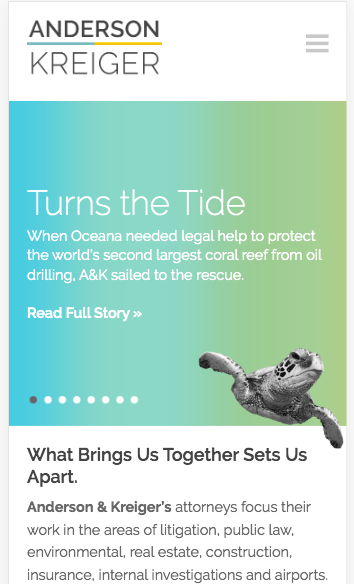 ANDERSON
KREIGER
Turns the Tide
When Oceana needed legal help to protect
the world's second largest coral reef from oil
drilling, A&K sailed to the rescue.
Read Full Story »
What Brings Us Together Sets Us
Apart.
Anderson & Kreiger's attorneys focus their
work in the areas of litigation, public law,
environmental, real estate, construction,
insurance, internal investigations and airports.